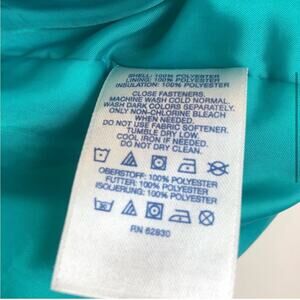 SHELL: 100% POLYESTER
LINING: 100% POLYESTER
INSULATION: 100% POLYESTER
CLOSE FASTENERS.
MACHINE WASH COLD NORMAL.
WASH DARK COLORS SEPARATELY.
ONLY NON-CHLORINE BLEACH
WHEN NEEDED.
DO NOT USE FABRIC SOFTENER.
TUMBLE DRY LOW.
COOL IRON IF NEEDED.
DO NOT DRY CLEAN.
OBERSTOFF: 100% POLYESTER
FUTTER: 100% POLYESTER
ISOLIERUNG: 100% POLYESTER
RN 62830